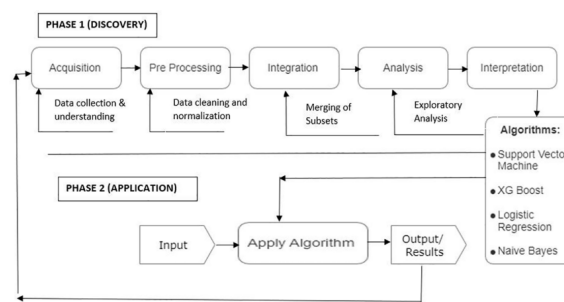 PHASE 1 (DISCOVERY)
Acquisition
Pre Processing
Integration
Analysis
Interpretation
Data collection &
understanding
Data cleaning and
normalization
Merging of
Subsets
Exploratory
Analysis
Algorithms:
Support Vector
Machine
XG Boost
Logistic
Regression
Naive Bayes
PHASE 2 (APPLICATION)
Input
Apply Algorithm
Output/
Results